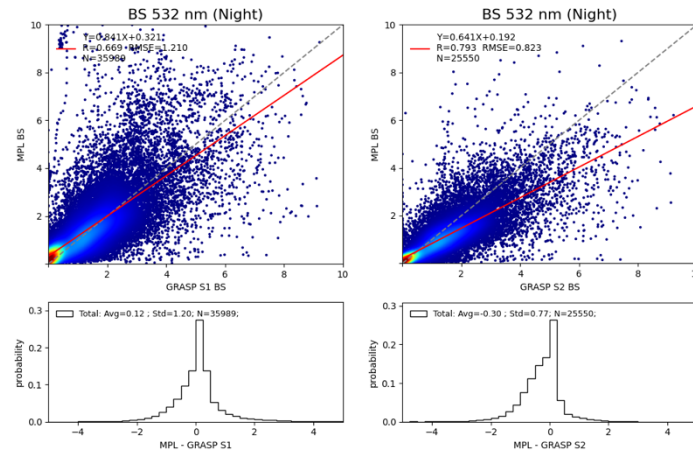 BS 532 nm (Night)
Y=0.841X+0.321
R=0.669 RMSE=1.210
N=35989
10
8
6
4
2
MPL BS
2
4
6
8
10
GRASP S1 BS
BS 532 nm (Night)
Y=0.641X+0.192
R=0.793 RMSE=0.823
N=25550
10
8
6
4
2
MPL BS
2
4
6
8
GRASP S2 BS
Total: Avg=0.12 ; Std=1.20; N=35989;
0.3
0.2
0.1
0.0
probability
−4
−2
0
2
4
MPL - GRASP S1
Total: Avg=-0.30 ; Std=0.77; N=25550;
0.3
0.2
0.1
0.0
probability
−4
−2
0
2
4
MPL - GRASP S2